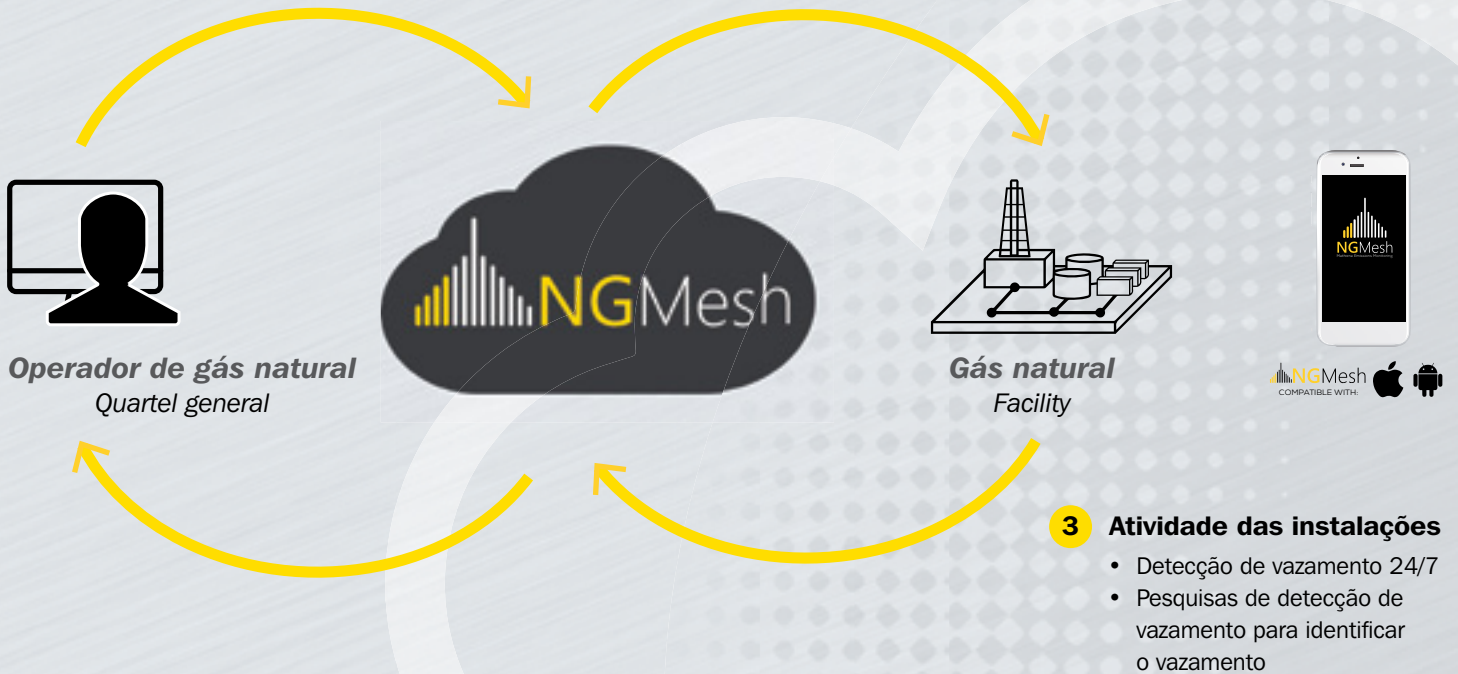 NGMesh
Operador de gás natural
Quartel general
Gás natural
Facility
NGMesh
NGMesh
COMPATIBLE WITH:
3 Atividade das instalações
• Detecção de vazamento 24/7
• Pesquisas de detecção de
vazamento para identificar
o vazamento